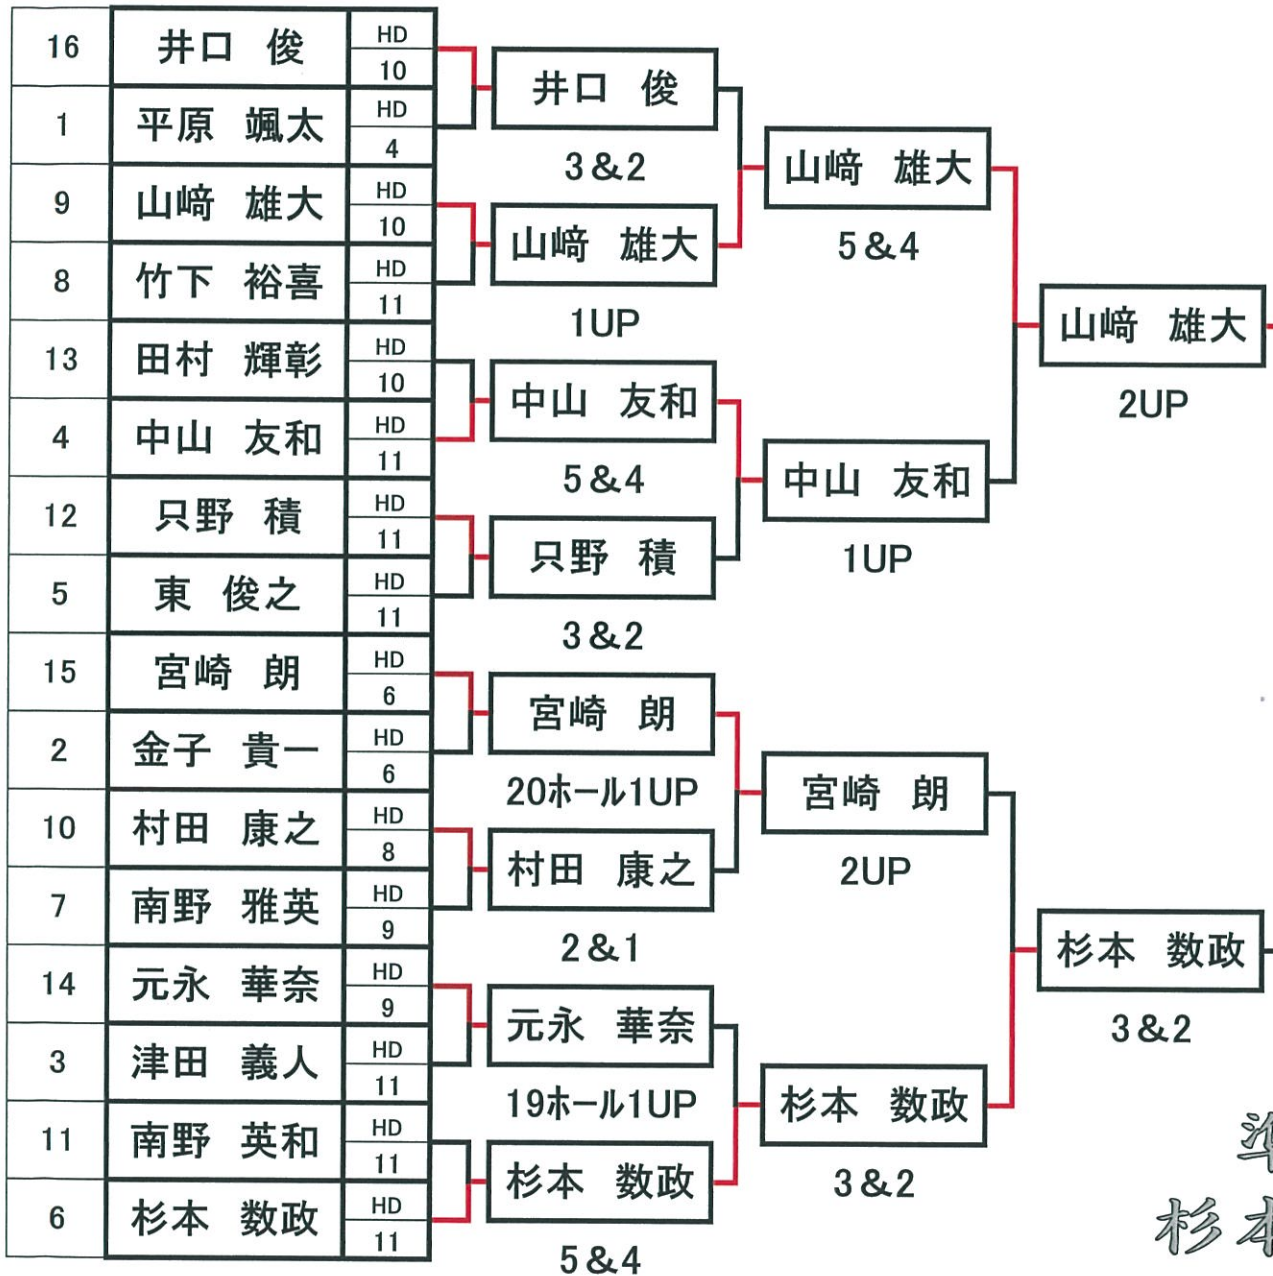 16 井口 俊 HD 10
1 平原 颯太 HD 4
9 山﨑 雄大 HD 10
8 竹下 裕喜 HD 11
13 田村 輝彰 HD 10
4 中山 友和 HD 11
12 只野 積 HD 11
5 東 俊之 HD 11
15 宮崎 朗 HD 6
2 金子 貴一 HD 6
10 村田 康之 HD 8
7 南野 雅英 HD 9
14 元永 華奈 HD 9
3 津田 義人 HD 11
11 南野 英和 HD 11
6 杉本 数政 HD 11
井口 俊
3&2
山﨑 雄大
1UP
中山 友和
5&4
只野 積
3&2
宮崎 朗
20ホール1UP
村田 康之
2&1
元永 華奈
19ホール1UP
杉本 数政
5&4
山﨑 雄大
5&4
中山 友和
1UP
宮崎 朗
2UP
杉本 数政
3&2
山﨑 雄大
2UP
杉本 数政
3&2
準
杉本